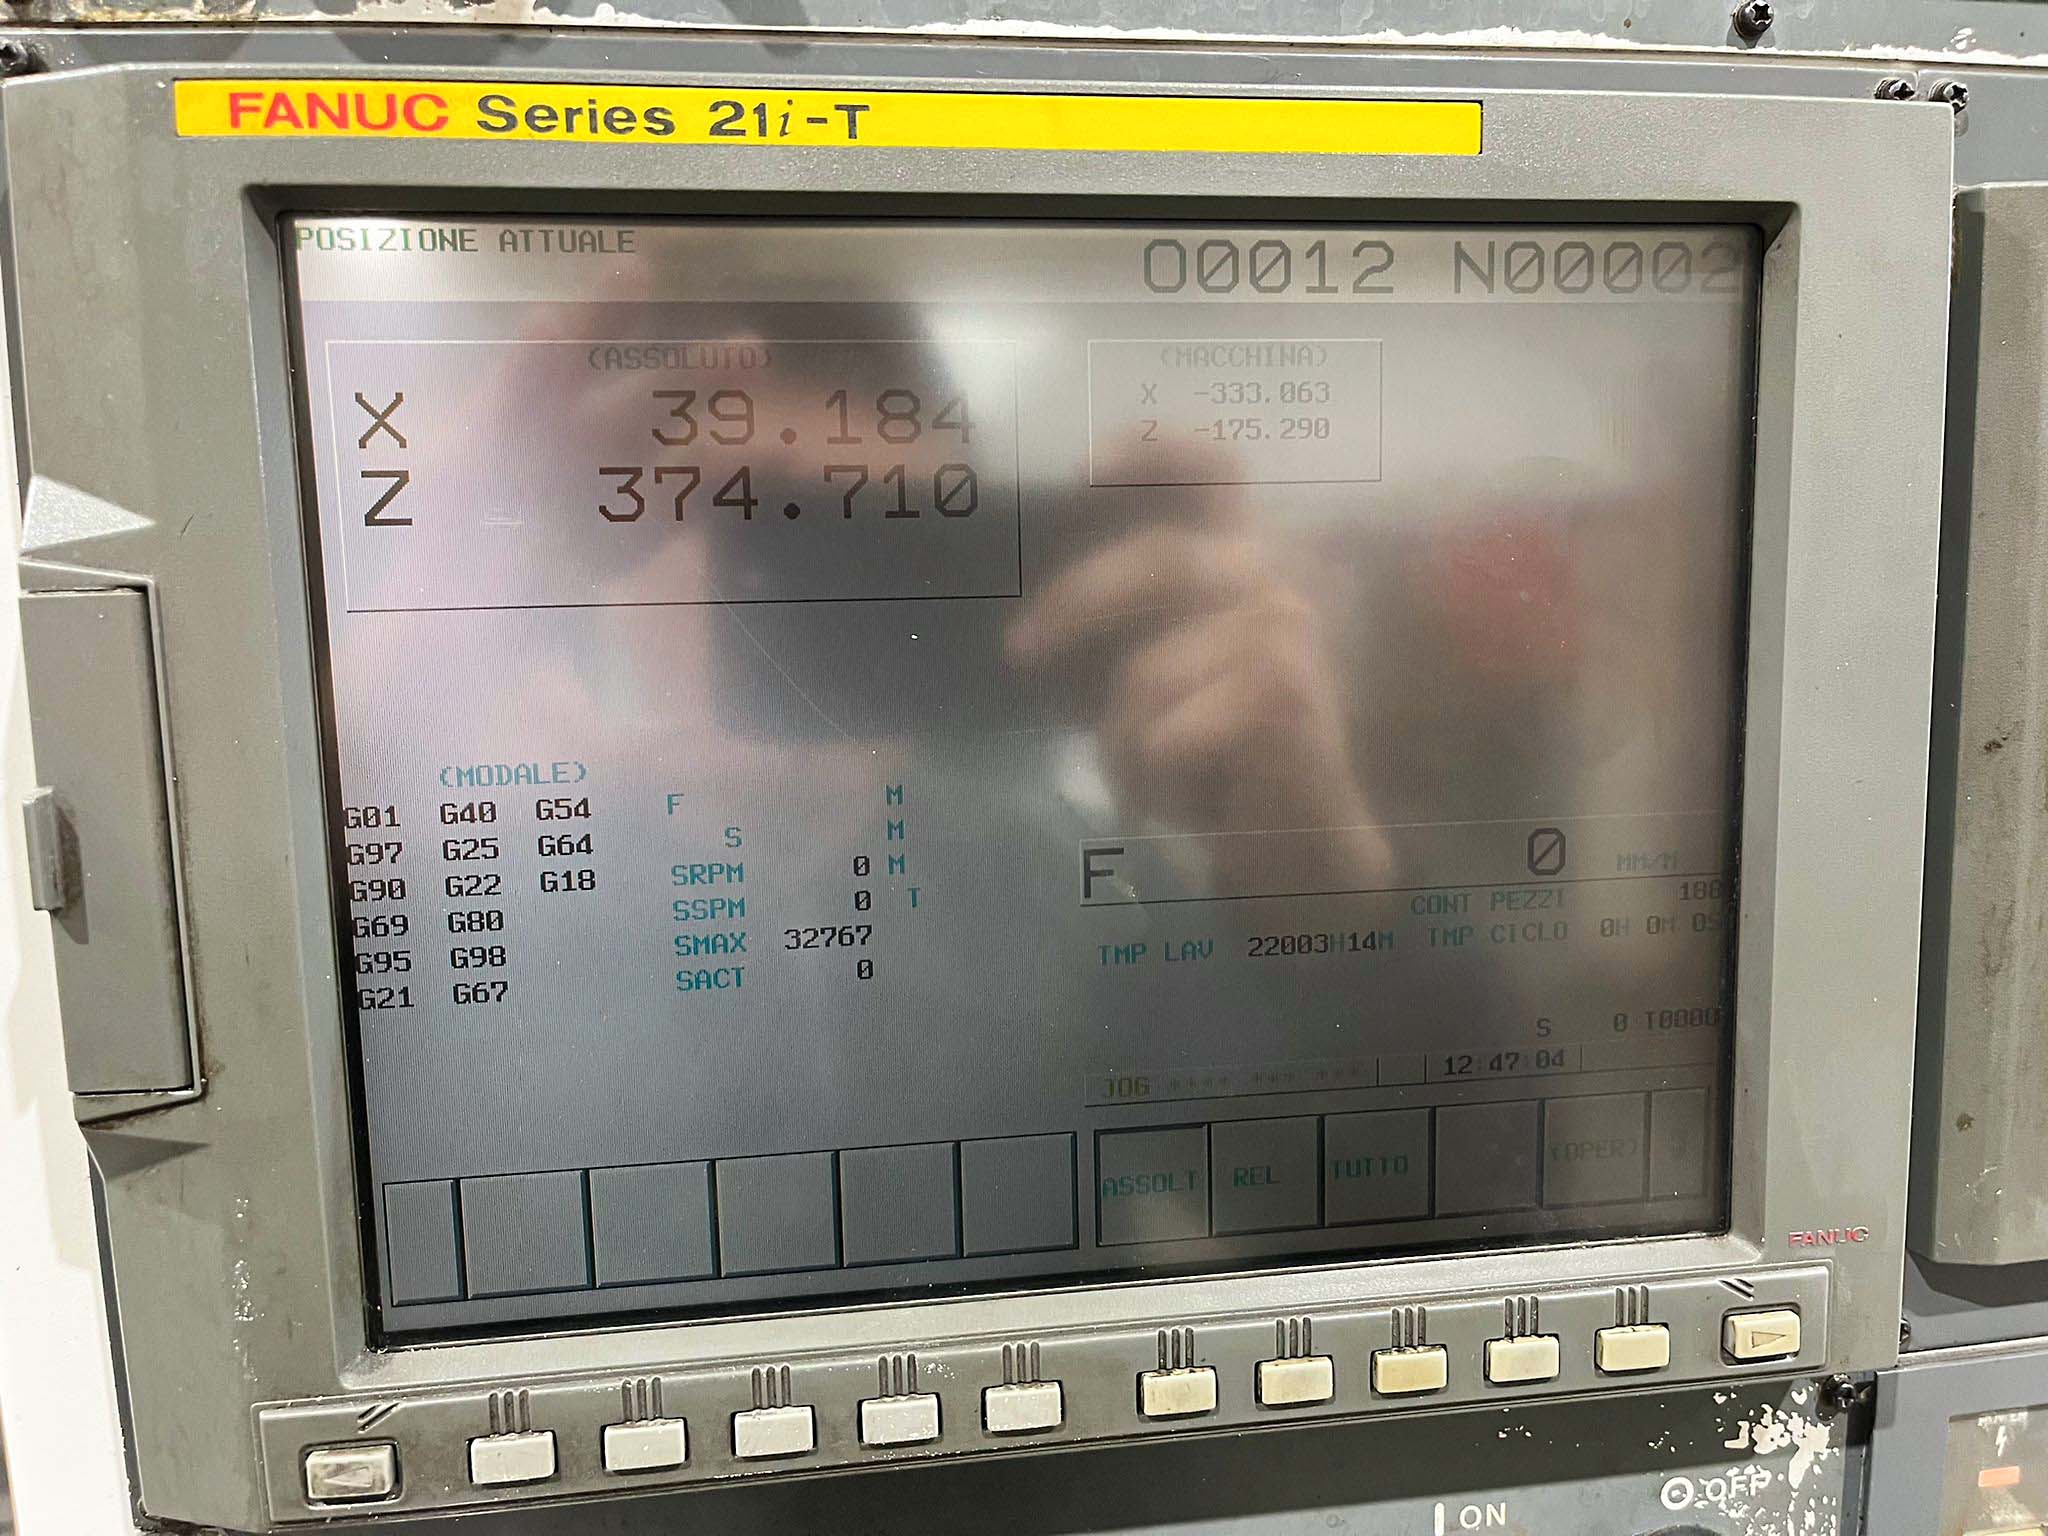 FANUC Series 21i-T
POSIZIONE ATTUALE
O0012 N00002
(ASSOLUTO)
X 39.184
Z 374.710
(MACCHINA)
X -333.063
Z -175.290
(MODALE)
G01 G40 G54
G97 G25 G64
G90 G22 G18
G69 G80
G95 G98
G21 G67
F M
S M
SRPM 0 M
SSPM 0 T
SMAX 32767
SACT 0
F 0 MM/M
CONT PEZZI
TMP LAV 22003H14M TMP CICLO 0H 0M 0S
S 0
JOG **** *** ***
12:47:04
ASSOLT REL TUTTO (OPER)
FANUC
OFF
ON